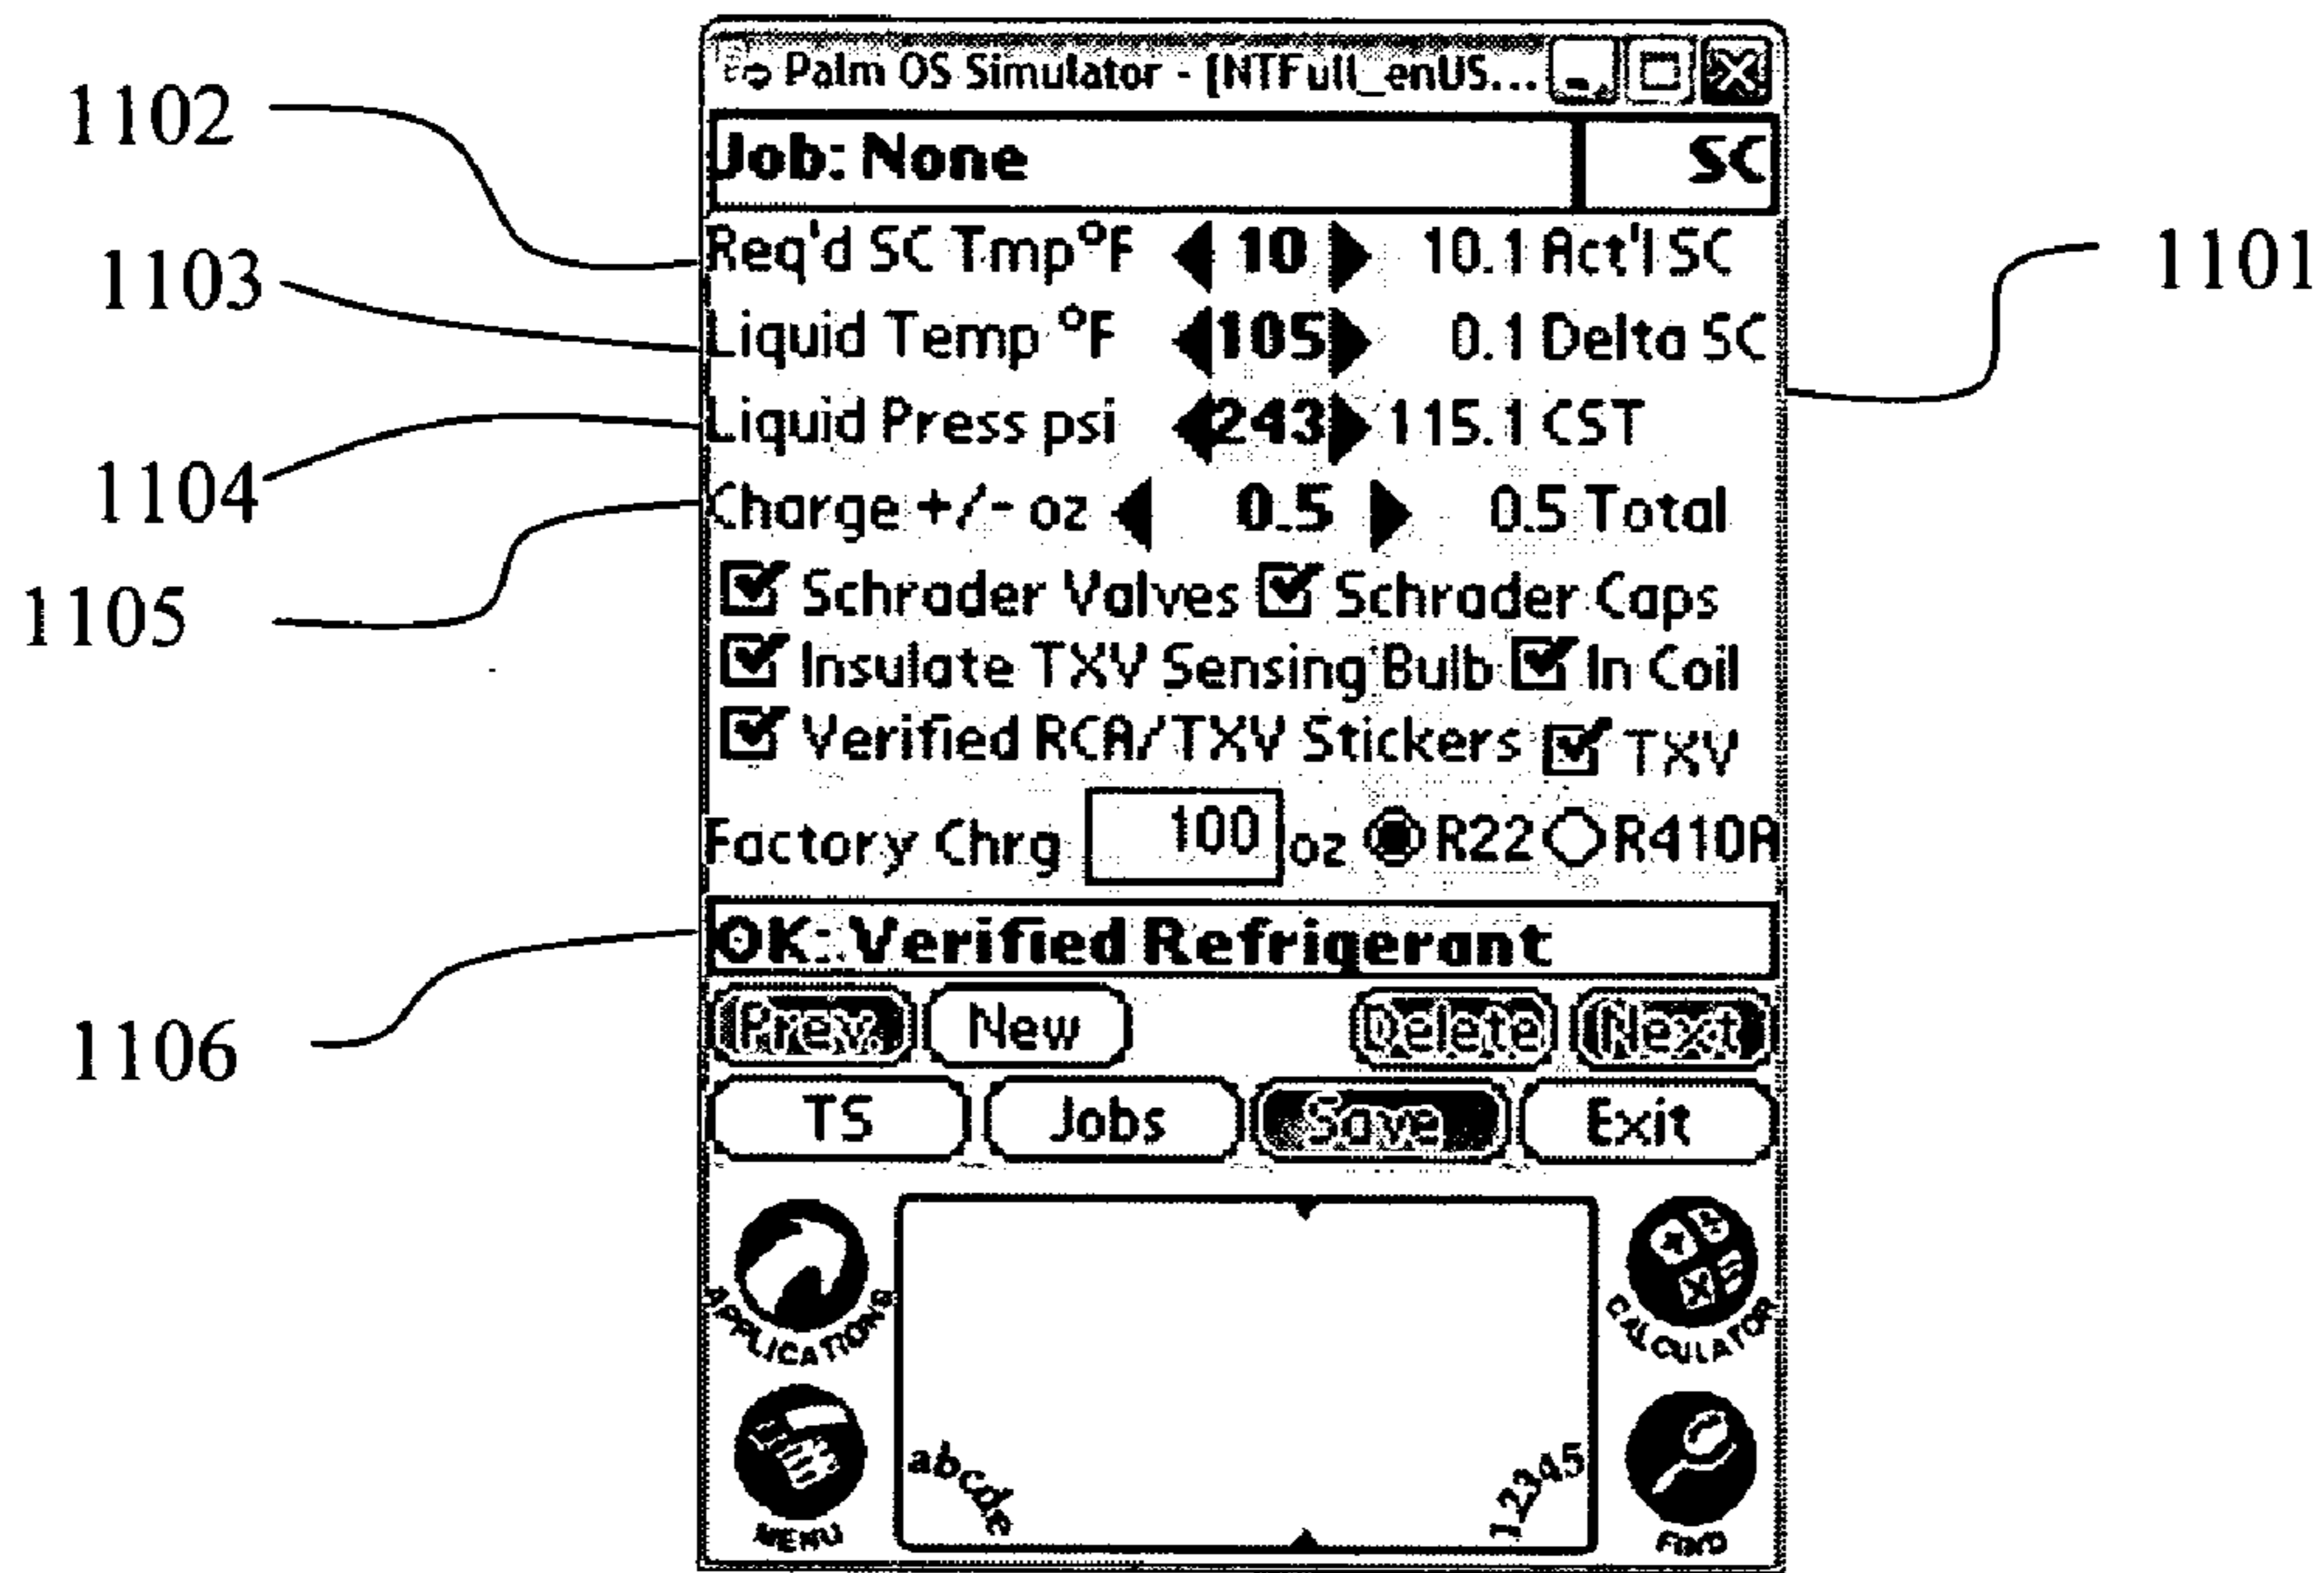 Palm OS Simulator - [NTFull_enUS...
Job: None SC
1102
Req'd SC Tmp°F 10 10.1 Act'l SC
1101
1103
Liquid Temp °F 105 0.1 Delta SC
Liquid Press psi 243 115.1 CST
1104
Charge +/- oz 0.5 0.5 Total
1105
Schrader Valves Schrader Caps
Insulate TXV Sensing Bulb In Coil
Verified RCA/TXV Stickers TXV
Factory Chrg 100 oz R22 R410A
OK: Verified Refrigerant
1106
Prev. New Delete Next
TS Jobs Save Exit
APPLICATIONS CALCULATOR
abcde 12345
MENU FIND